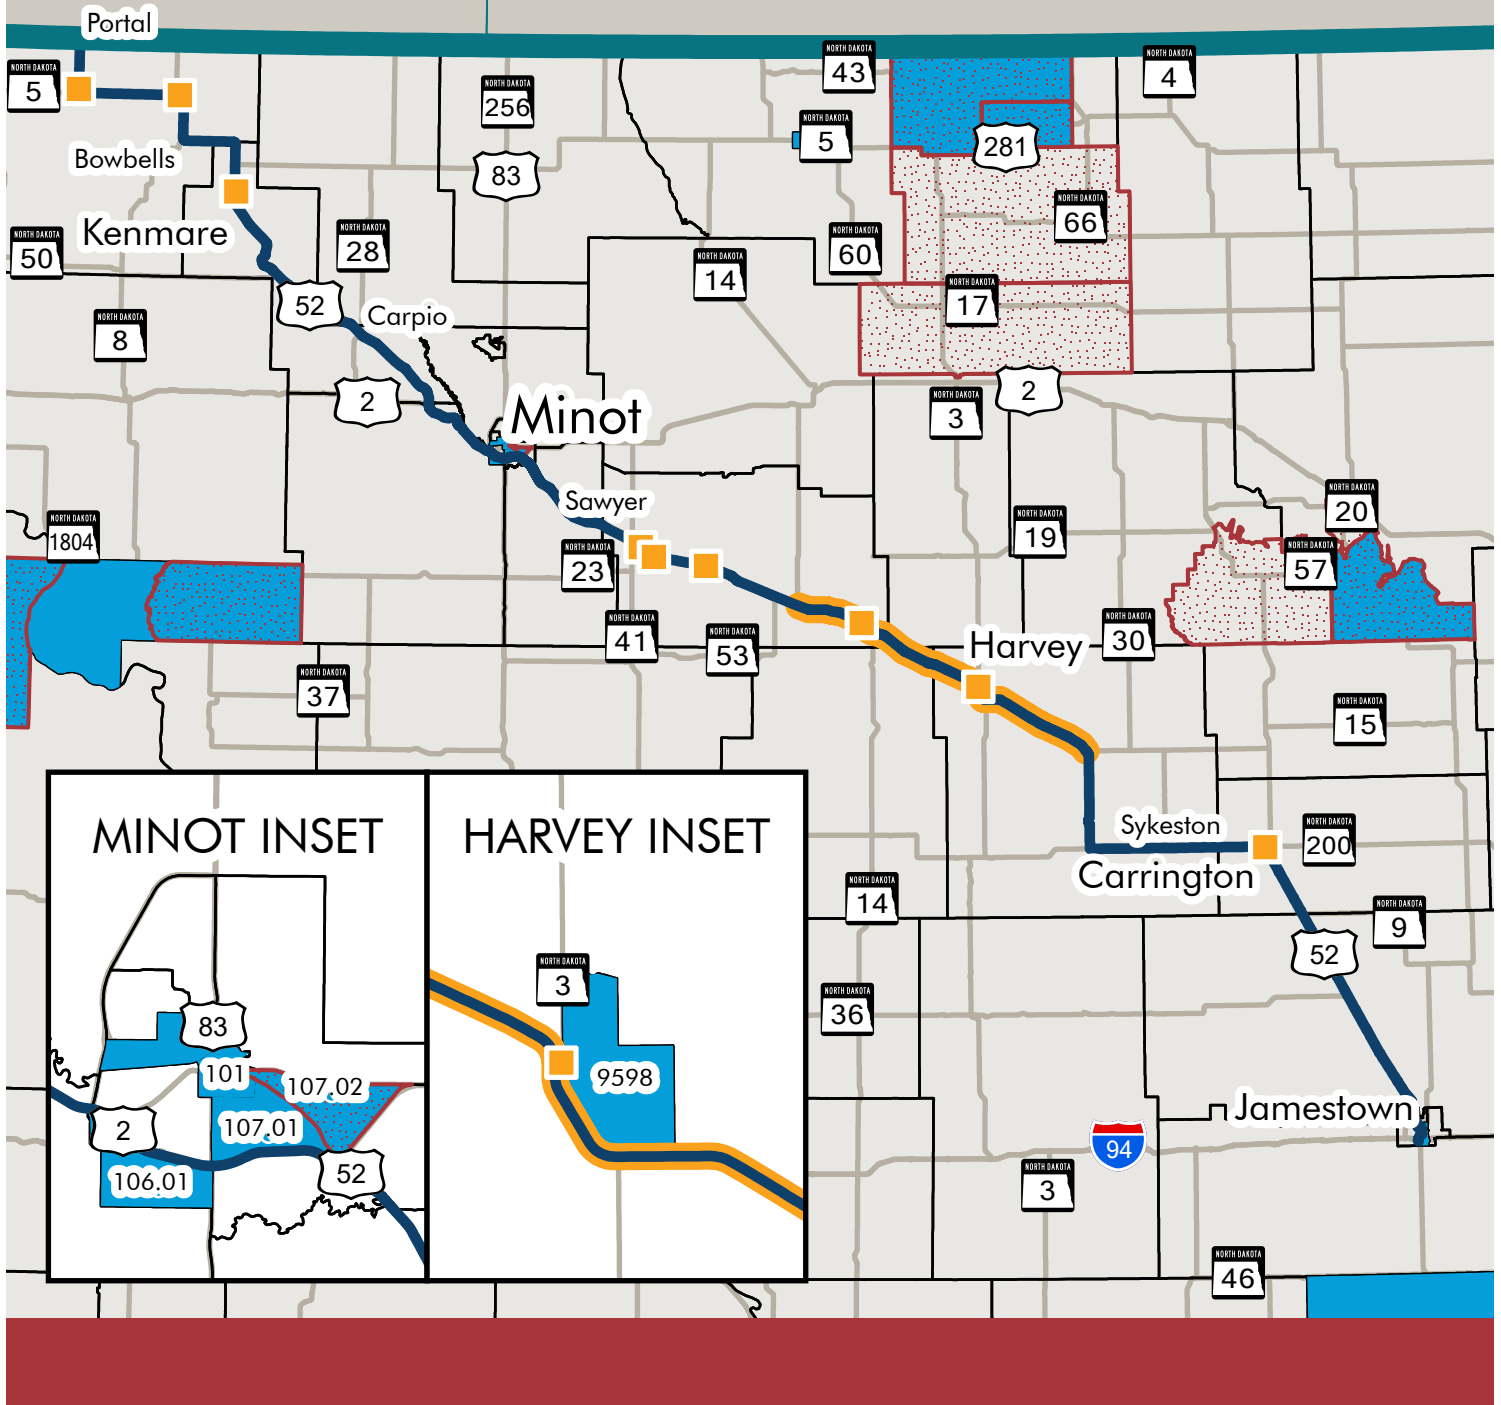 Portal
NORTH DAKOTA
5
NORTH DAKOTA
256
NORTH DAKOTA
43
NORTH DAKOTA
4
Bowbells
83
NORTH DAKOTA
5
281
Kenmare
NORTH DAKOTA
50
NORTH DAKOTA
28
NORTH DAKOTA
14
NORTH DAKOTA
60
NORTH DAKOTA
66
52
Carpio
NORTH DAKOTA
17
NORTH DAKOTA
8
2
Minot
NORTH DAKOTA
3
2
Sawyer
NORTH DAKOTA
1804
NORTH DAKOTA
23
NORTH DAKOTA
19
NORTH DAKOTA
20
NORTH DAKOTA
57
NORTH DAKOTA
41
NORTH DAKOTA
53
Harvey
NORTH DAKOTA
30
NORTH DAKOTA
37
NORTH DAKOTA
15
MINOT INSET
HARVEY INSET
Sykeston
Carrington
NORTH DAKOTA
200
NORTH DAKOTA
14
NORTH DAKOTA
9
52
NORTH DAKOTA
3
NORTH DAKOTA
36
83
101
107.02
9598
107.01
2
106.01
52
Jamestown
94
NORTH DAKOTA
3
NORTH DAKOTA
46